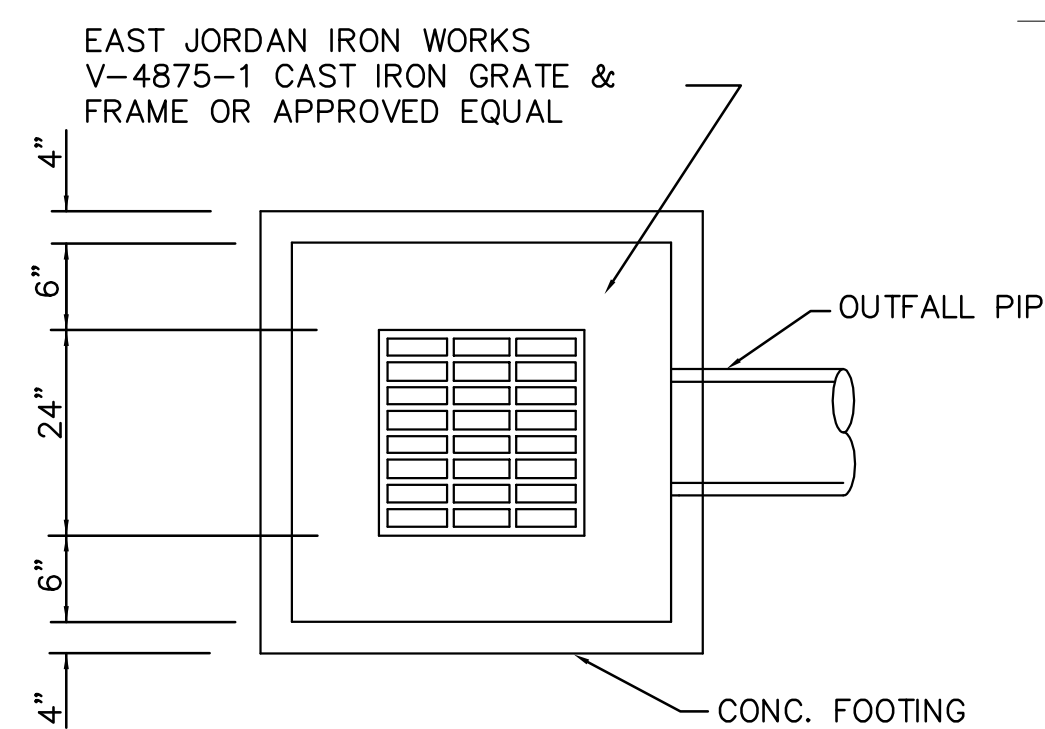 EAST JORDAN IRON WORKS
V-4875-1 CAST IRON GRATE &
FRAME OR APPROVED EQUAL
4"
6"
OUTFALL PIP
24"
6"
4"
CONC. FOOTING